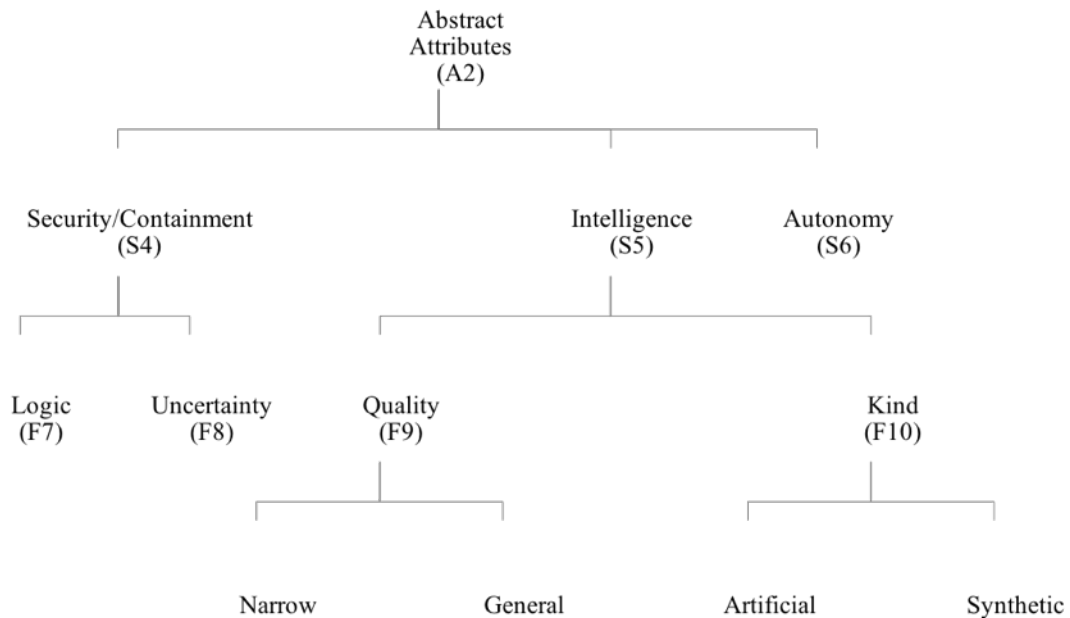 Abstract
Attributes
(A2)
Security/Containment
(S4)
Intelligence
(S5)
Autonomy
(S6)
Logic
(F7)
Uncertainty
(F8)
Quality
(F9)
Kind
(F10)
Narrow
General
Artificial
Synthetic